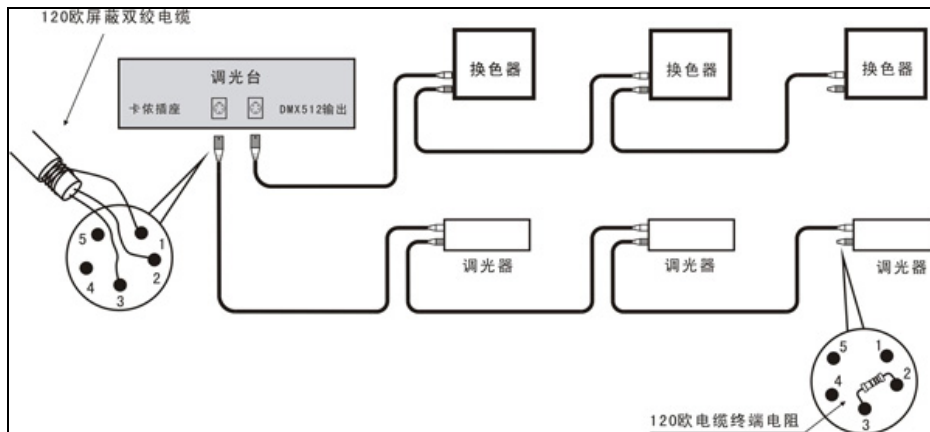 120欧屏蔽双绞电缆
调光台
卡侬插座
DMX512输出
换色器
换色器
换色器
5
1
4
2
3
调光器
调光器
调光器
5
1
4
2
3
120欧电缆终端电阻